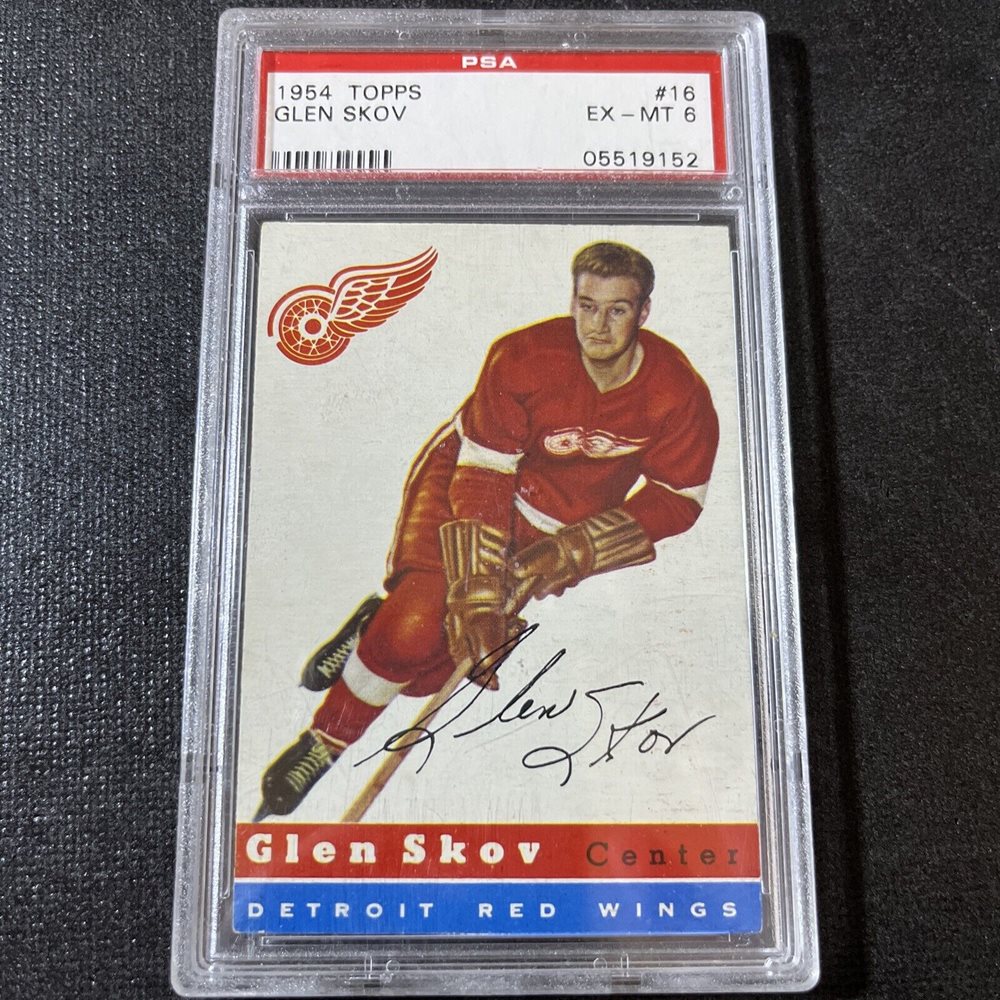 PSA
1954 TOPPS #16
GLEN SKOV EX – MT 6
05519152
Glen Skov
Glen Skov Center
DETROIT RED WINGS